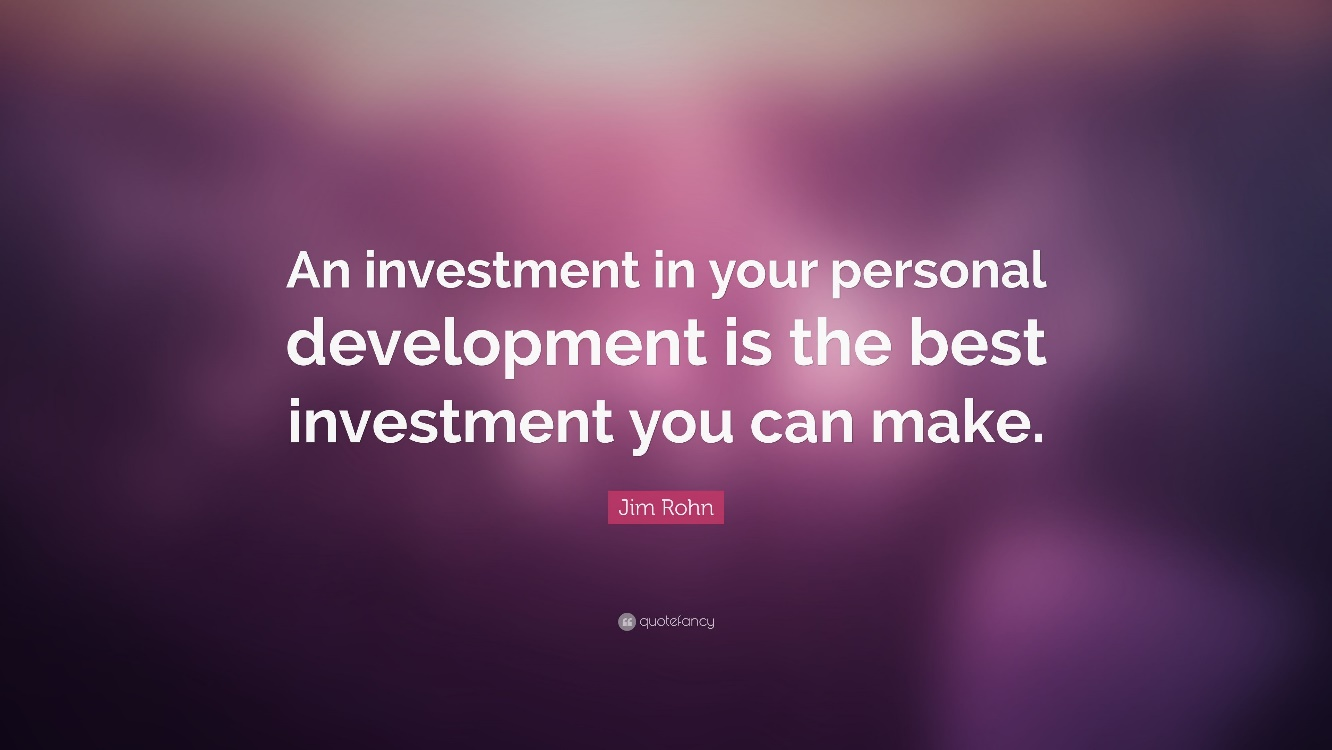 An investment in your personal
development is the best
investment you can make.
Jim Rohn
quotefancy